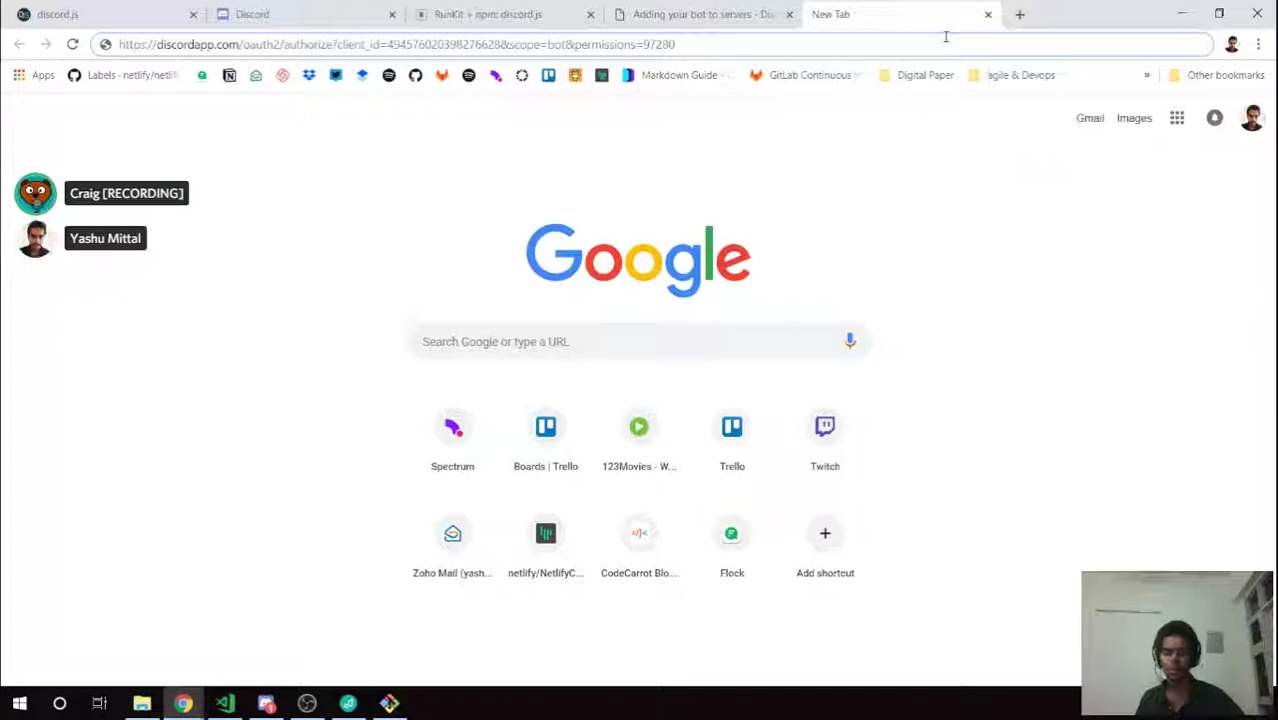 discord.js
Discord
RunKit + npm: discord.js
Adding your bot to servers - Di
New Tab
https://discordapp.com/oauth2/authorize?client_id=494576020398276628&scope=bot&permissions=97280
Apps
Labels - netlify/netlif
Markdown Guide -
GitLab Continuous
Digital Paper
agile & Devops
»
Other bookmarks
Gmail
Images
Craig [RECORDING]
Yashu Mittal
Google
Search Google or type a URL
Spectrum
Boards | Trello
123Movies - W...
Trello
Twitch
Zoho Mail (yash...
netlify/NetlifyC...
CodeCarrot Blo...
Flock
Add shortcut